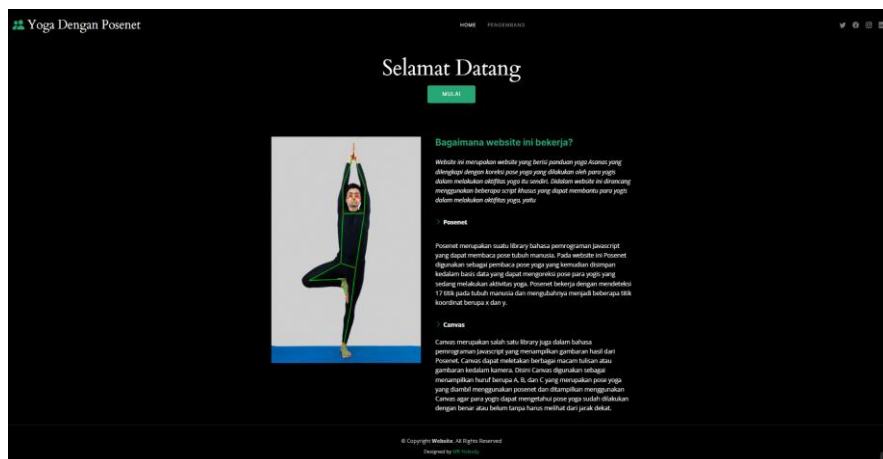 Yoga Dengan Posenet
HOME PENGEMBANG
Selamat Datang
MULAI
Bagaimana website ini bekerja?
Website ini merupakan website yang berisi panduan yoga Asanas yang
dilengkapi dengan koreksi pose yoga yang dilakukan oleh para yogis
dalam melakukan aktifitas yoga itu sendiri. Didalam website ini dirancang
menggunakan beberapa script khusus yang dapat membantu para yogis
dalam melakukan aktifitas yoga, yaitu
Posenet
Posenet merupakan suatu library bahasa pemrograman Javascript
yang dapat membaca pose tubuh manusia. Pada website ini Posenet
digunakan sebagai pembaca pose yoga yang kemudian disimpan
kedalam basis data yang dapat mengoreksi pose para yogis yang
sedang melakukan aktivitas yoga. Posenet bekerja dengan mendeteksi
17 titik pada tubuh manusia dan mengubahnya menjadi beberapa titik
koordinat berupa x dan y.
Canvas
Canvas merupakan salah satu library juga dalam bahasa
pemrograman Javascript yang menampilkan gambaran hasil dari
Posenet. Canvas dapat meletakan berbagai macam tulisan atau
gambaran kedalam kamera. Disini Canvas digunakan sebagai
menampilkan huruf berupa A, B, dan C yang merupakan pose yoga
yang diambil menggunakan posenet dan ditampilkan menggunakan
Canvas agar para yogis dapat mengetahui pose yoga sudah dilakukan
dengan benar atau belum tanpa harus melihat dari jarak dekat.
© Copyright Website. All Rights Reserved
Designed by